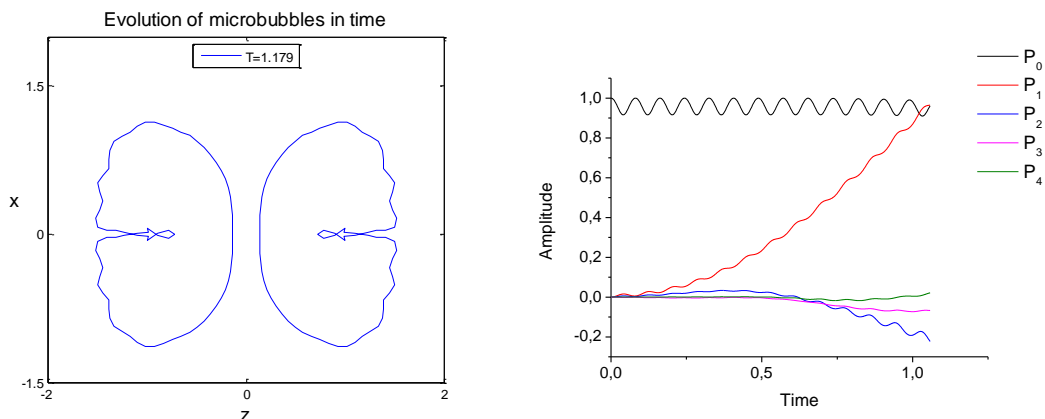 Evolution of microbubbles in time
T=1.179
1.5
x
0
-1.5
-2
0
2
z
P0
P1
P2
P3
P4
1,0
0,8
0,6
0,4
0,2
0,0
-0,2
Amplitude
0,0
0,5
1,0
Time